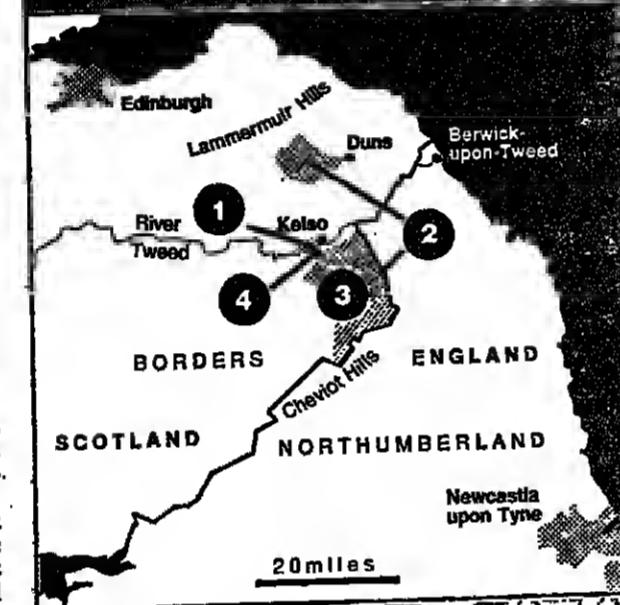 Edinburgh
Lammermuir Hills
Duns
Berwick-
upon-Tweed
1
River
Tweed
Kelso
2
4
3
BORDERS
ENGLAND
Cheviot Hills
SCOTLAND
NORTHUMBERLAND
Newcastla
upon Tyne
20miles